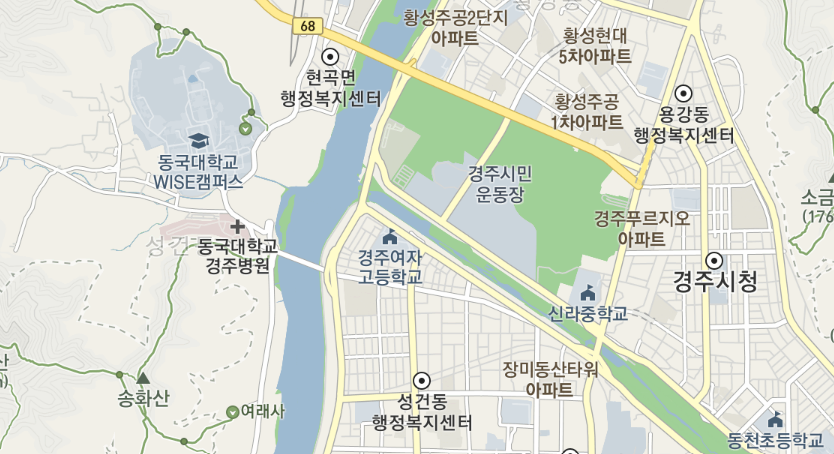 황성주공2단지
아파트
68
황성현대
5차아파트
현곡면
행정복지센터
황성주공
1차아파트
용강동
행정복지센터
동국대학교
WISE캠퍼스
경주시민
운동장
소금
(176
경주푸르지오
아파트
성건
동국대학교
경주병원
경주여자
고등학교
경주시청
신라중학교
산
장미동산타워
아파트
송화산
여래사
성건동
행정복지센터
동천초등학교